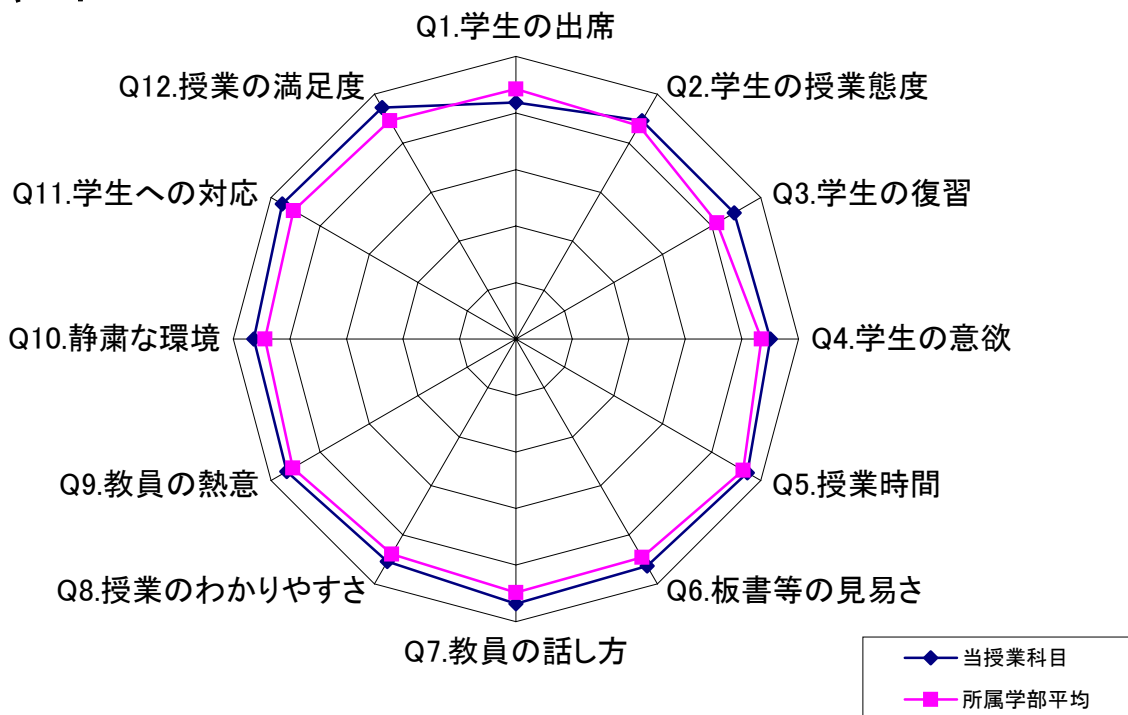 Q1.学生の出席
Q2.学生の授業態度
Q3.学生の復習
Q4.学生の意欲
Q5.授業時間
Q6.板書等の見易さ
Q7.教員の話し方
Q8.授業のわかりやすさ
Q9.教員の熱意
Q10.静粛な環境
Q11.学生への対応
Q12.授業の満足度
当授業科目
所属学部平均